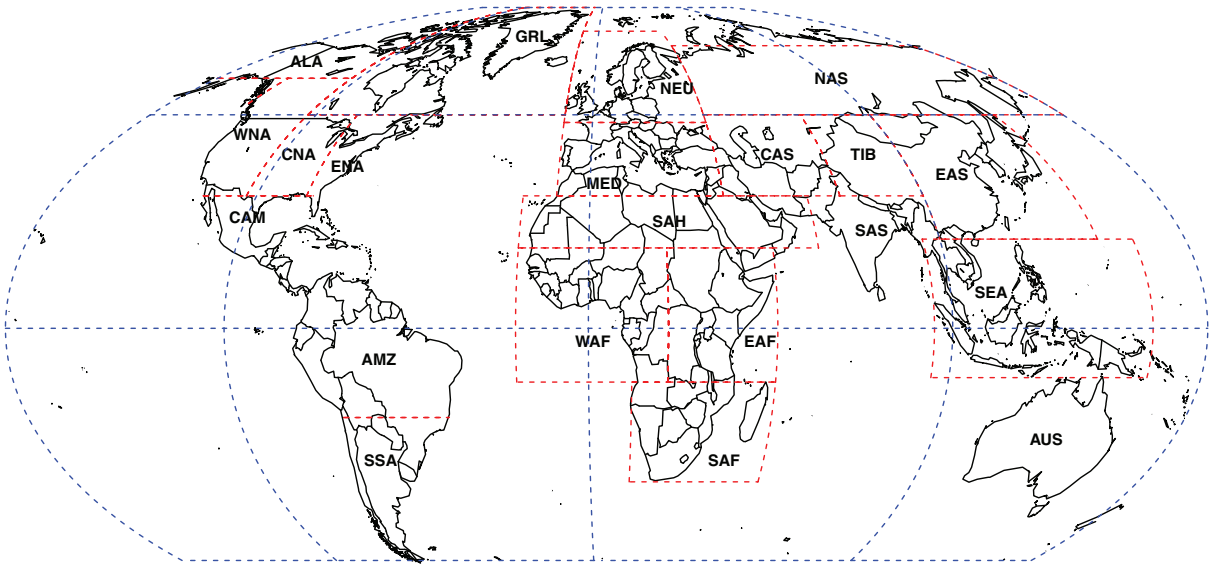 GRL
ALA
NAS
NEU
WNA
CNA
ENA
CAS
TIB
EAS
MED
CAM
SAH
SAS
SEA
WAF
EAF
AMZ
AUS
SSA
SAF